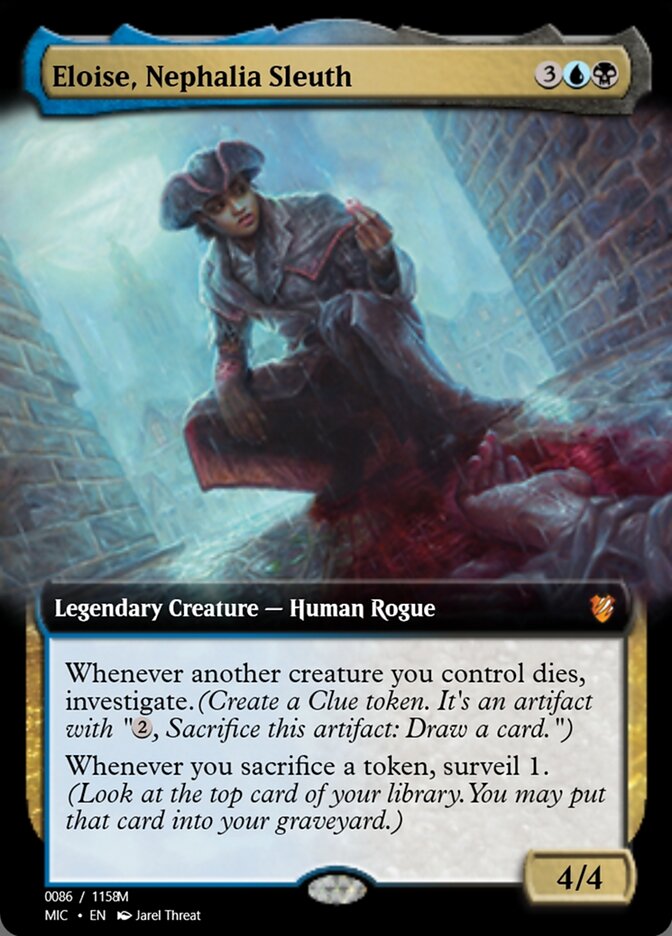 Eloise, Nephalia Sleuth 3
Legendary Creature — Human Rogue
Whenever another creature you control dies,
investigate. (Create a Clue token. It's an artifact
with "2, Sacrifice this artifact: Draw a card.")
Whenever you sacrifice a token, surveil 1.
(Look at the top card of your library. You may put
that card into your graveyard.)
4/4
0086 / 1158M
MIC • EN Jarel Threat